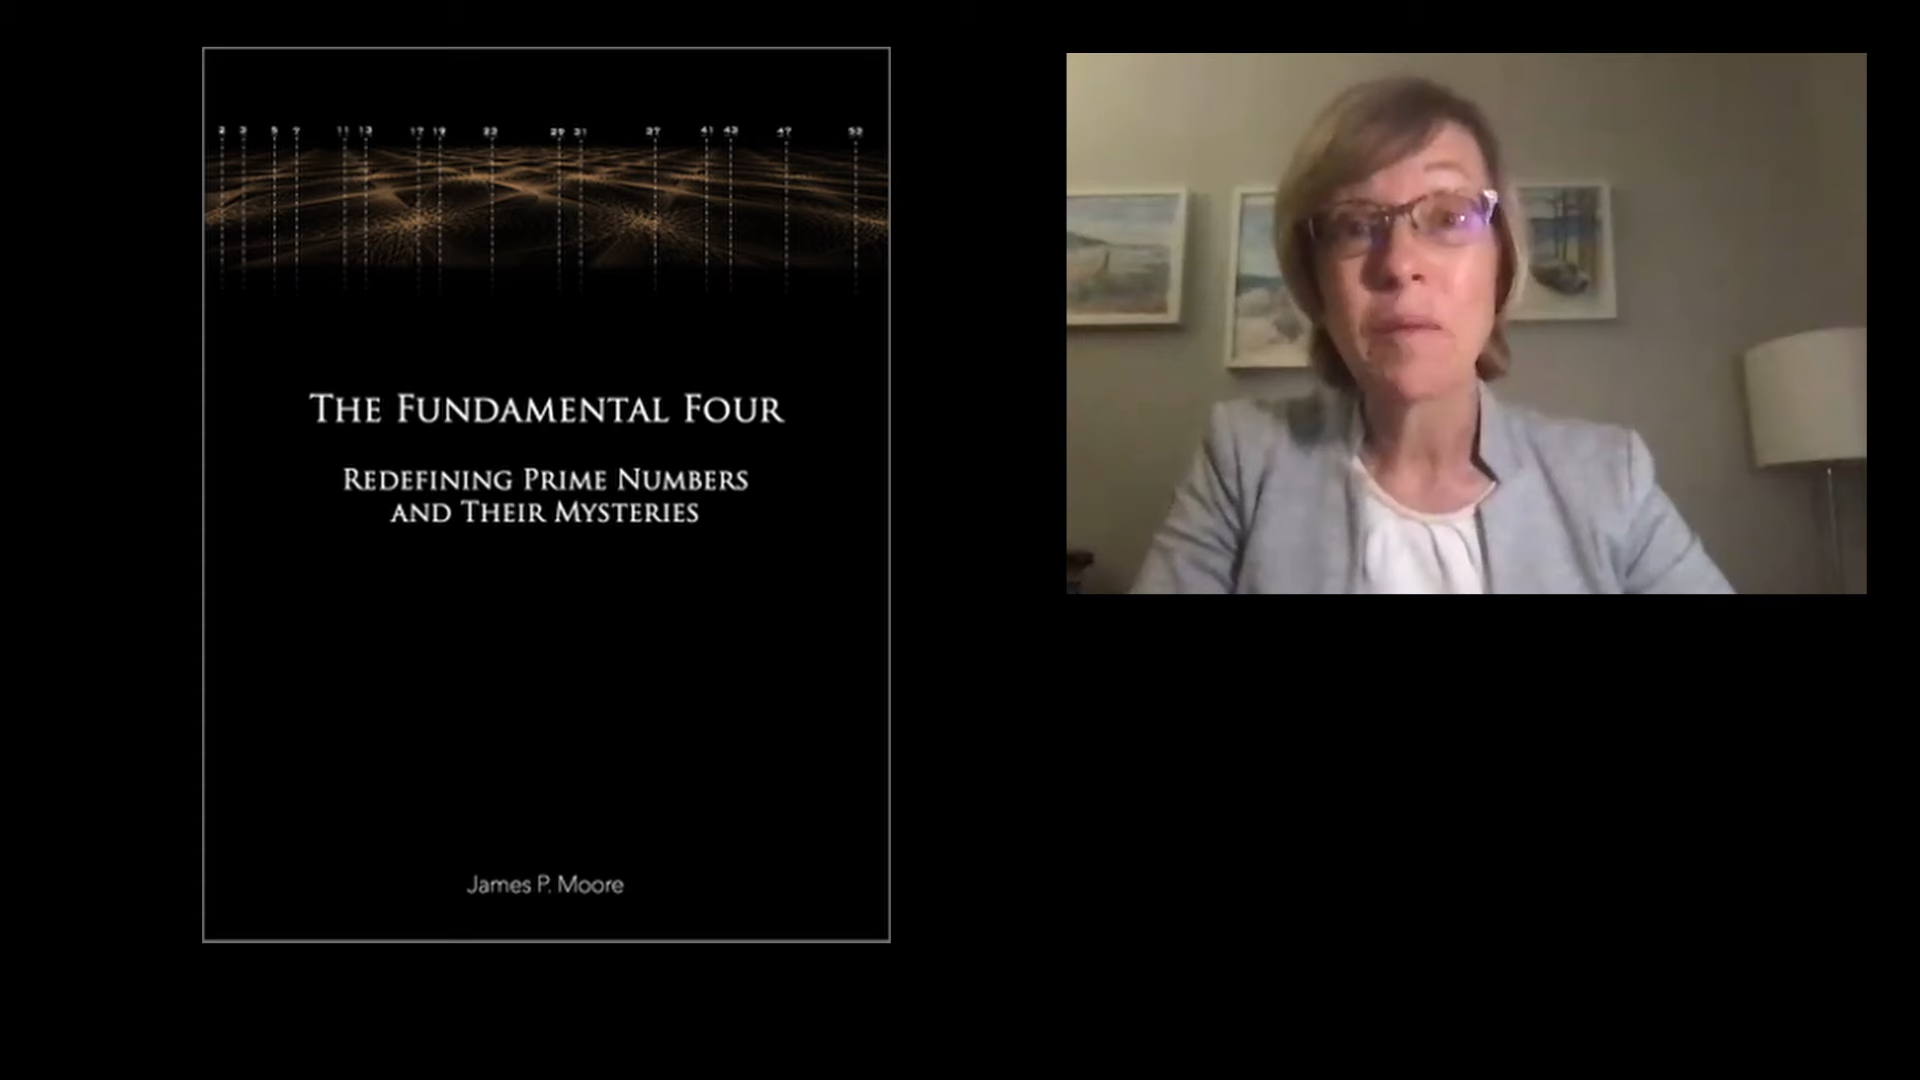 2 3 5 7 11 13 17 19 23 29 31 37 41 43 47 53
THE FUNDAMENTAL FOUR
REDEFINING PRIME NUMBERS
AND THEIR MYSTERIES
James P. Moore